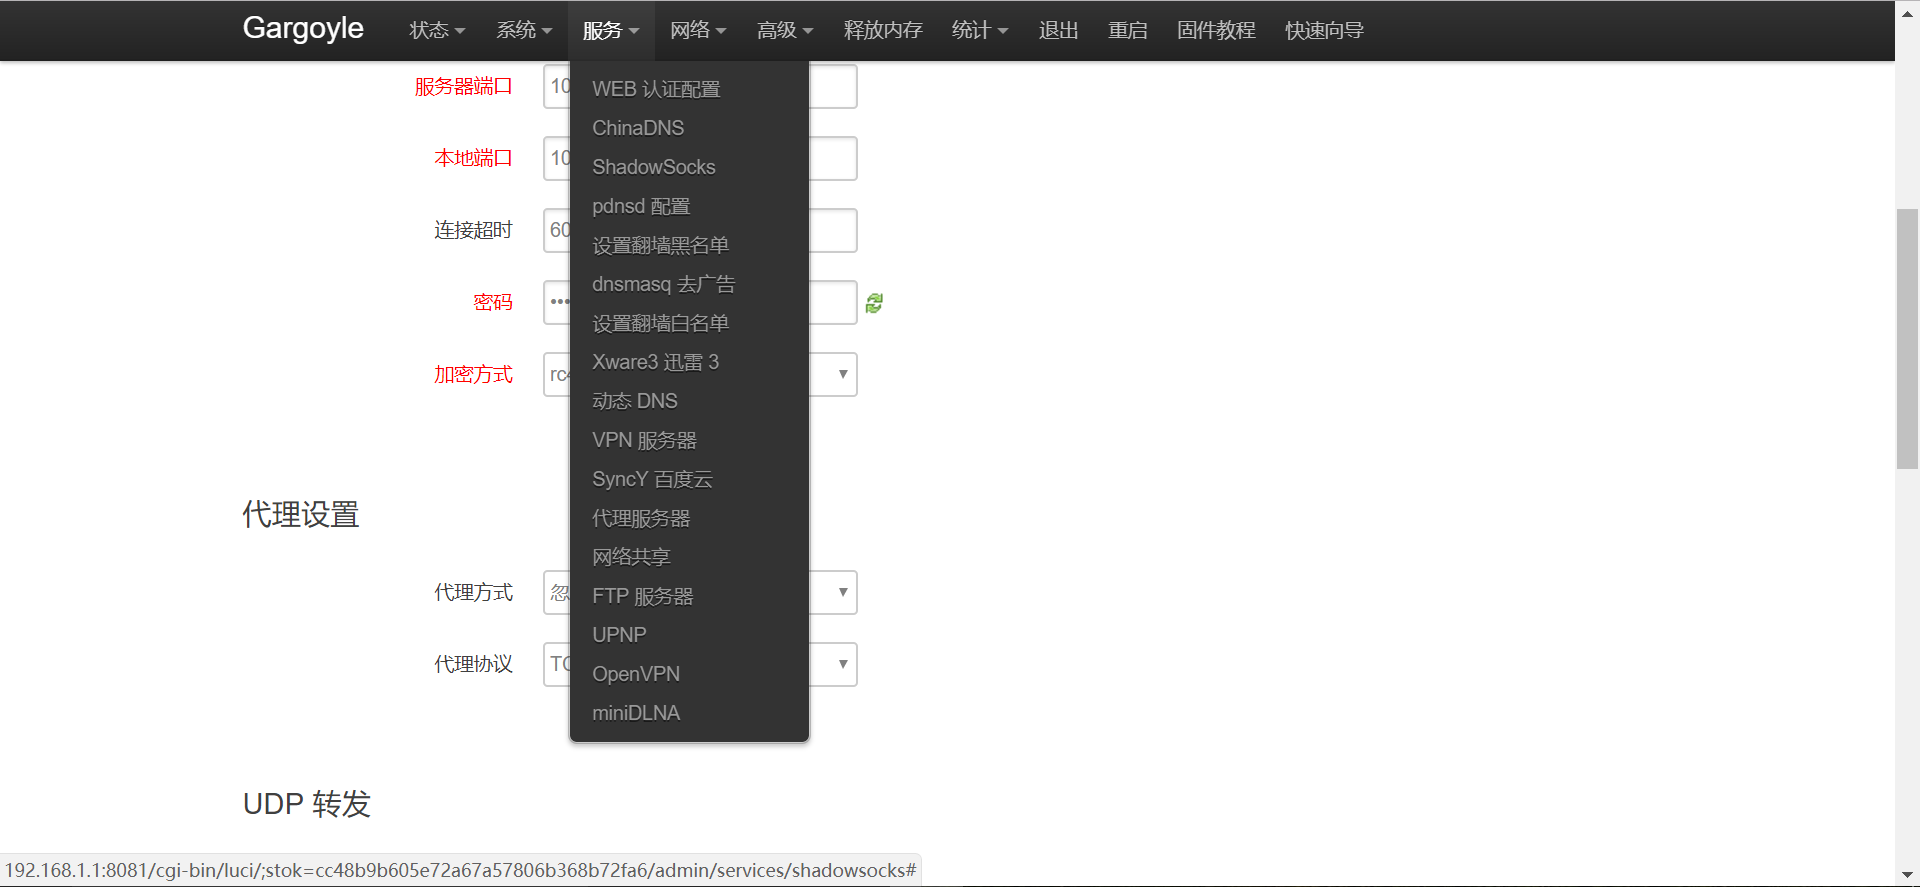 Gargoyle 状态 系统 服务 网络 高级 释放内存 统计 退出 重启 固件教程 快速向导
服务器端口 10
本地端口 10
连接超时 60
密码
加密方式 rc4
WEB 认证配置
ChinaDNS
ShadowSocks
pdnsd 配置
设置翻墙黑名单
dnsmasq 去广告
设置翻墙白名单
Xware3 迅雷 3
动态 DNS
VPN 服务器
SyncY 百度云
代理服务器
网络共享
FTP 服务器
UPNP
OpenVPN
miniDLNA
代理设置
代理方式 忽
代理协议 TC
UDP 转发
192.168.1.1:8081/cgi-bin/luci/;stok=cc48b9b605e72a67a57806b368b72fa6/admin/services/shadowsocks#